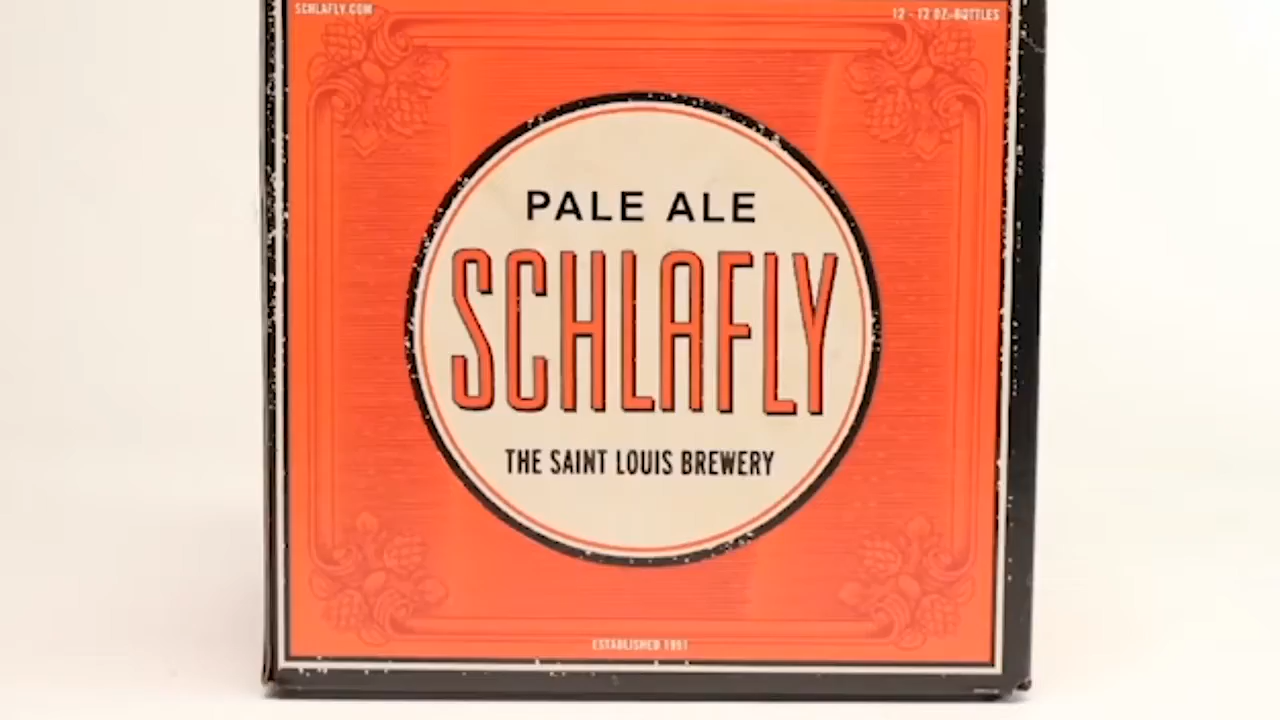 SCHLAFLY.COM
12 - 12 OZ. BOTTLES
PALE ALE
SCHLAFLY
THE SAINT LOUIS BREWERY
ESTABLISHED 1991